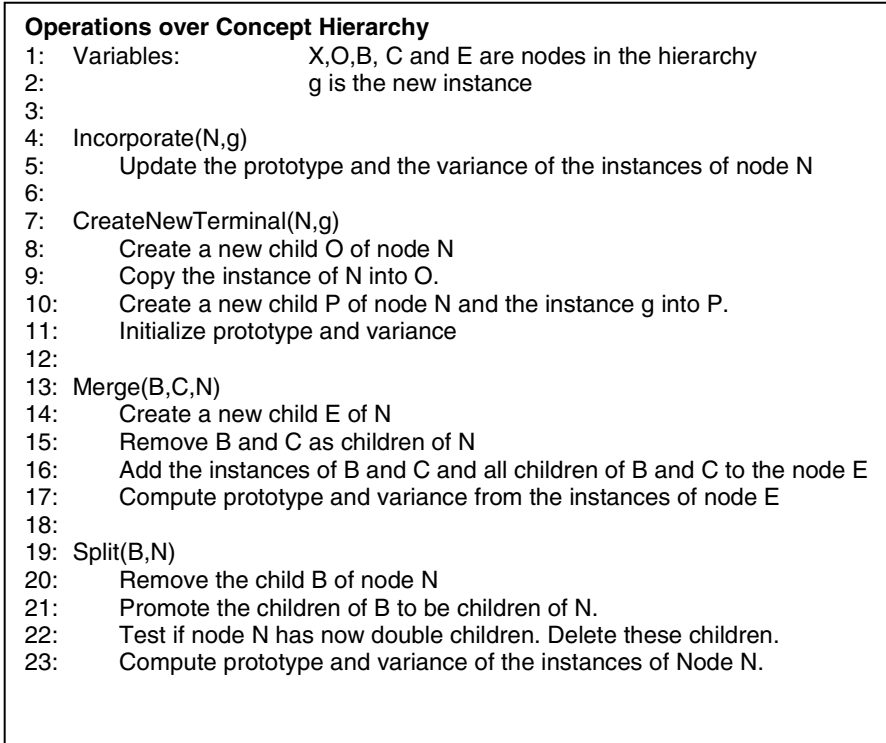 Operations over Concept Hierarchy
1: Variables: X,O,B, C and E are nodes in the hierarchy
2: g is the new instance
3:
4: Incorporate(N,g)
5: Update the prototype and the variance of the instances of node N
6:
7: CreateNewTerminal(N,g)
8: Create a new child O of node N
9: Copy the instance of N into O.
10: Create a new child P of node N and the instance g into P.
11: Initialize prototype and variance
12:
13: Merge(B,C,N)
14: Create a new child E of N
15: Remove B and C as children of N
16: Add the instances of B and C and all children of B and C to the node E
17: Compute prototype and variance from the instances of node E
18:
19: Split(B,N)
20: Remove the child B of node N
21: Promote the children of B to be children of N.
22: Test if node N has now double children. Delete these children.
23: Compute prototype and variance of the instances of Node N.